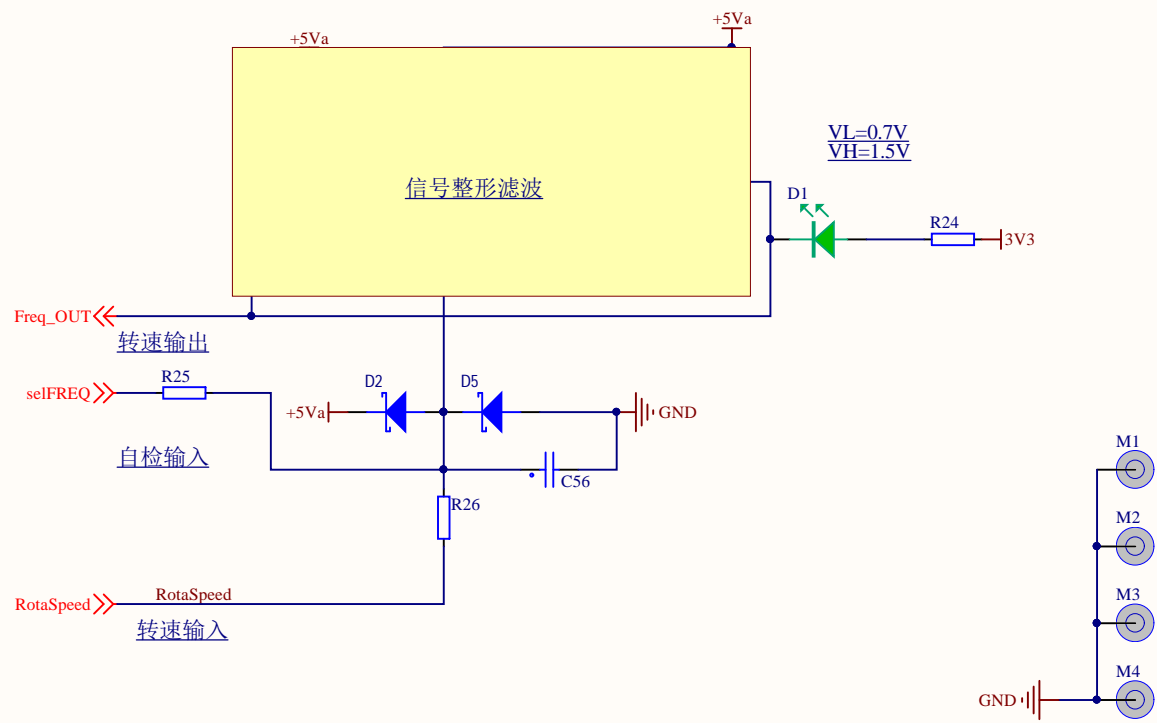 +5Va
+5Va
VL=0.7V
VH=1.5V
信号整形滤波
D1
R24
3V3
Freq_OUT
转速输出
R25
selFREQ
D2
D5
+5Va
GND
自检输入
C56
R26
RotaSpeed
RotaSpeed
转速输入
M1
M2
M3
M4
GND